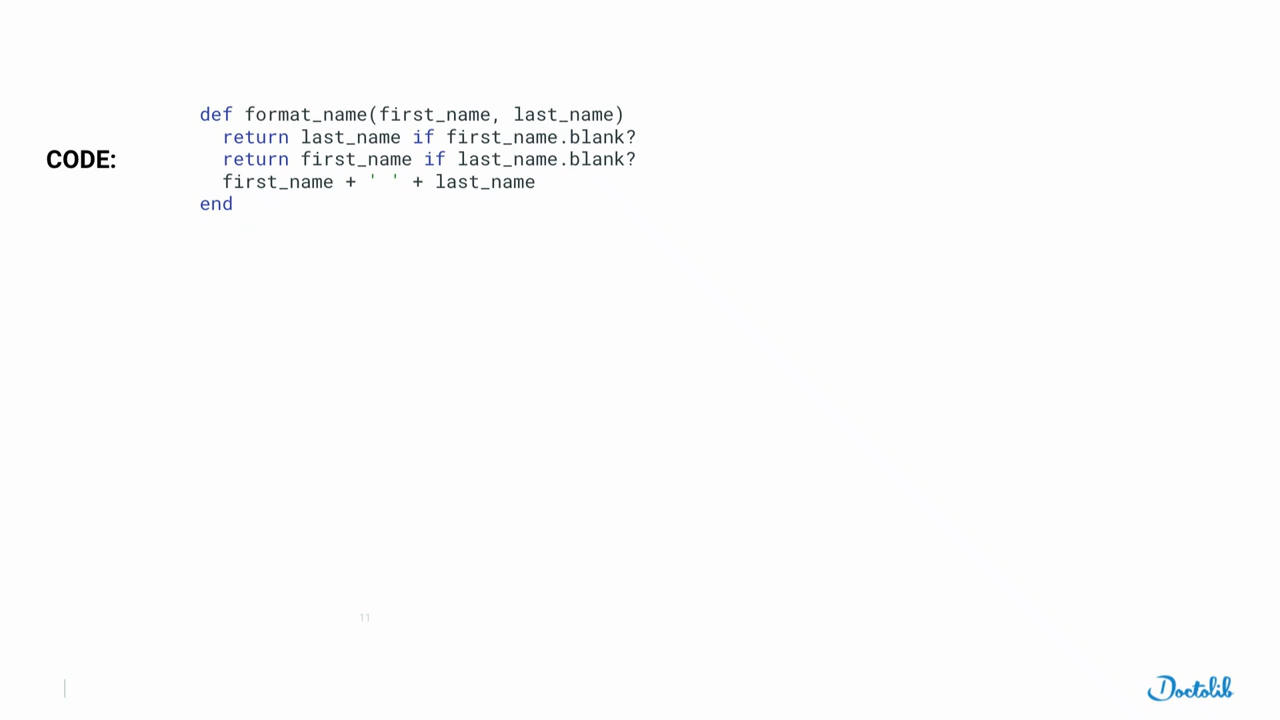 CODE:
def format_name(first_name, last_name)
  return last_name if first_name.blank?
  return first_name if last_name.blank?
  first_name + ' ' + last_name
end
11
Doctolib